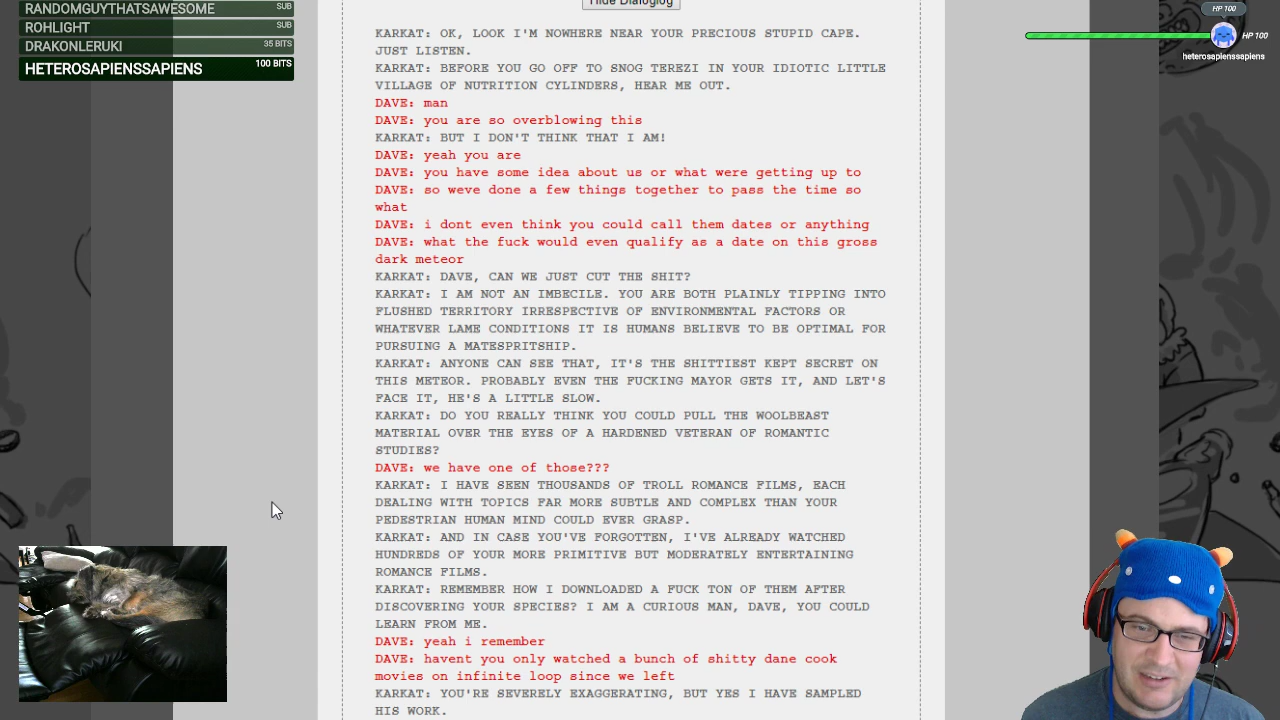 Hide Dialoglog
RANDOMGUYTHATSAWESOME SUB
ROHLIGHT SUB
DRAKONLERUKI 35 BITS
HETEROSAPIENSSAPIENS 100 BITS
HP 100
HP 100
heterosapienssapiens
KARKAT: OK, LOOK I'M NOWHERE NEAR YOUR PRECIOUS STUPID CAPE.
JUST LISTEN.
KARKAT: BEFORE YOU GO OFF TO SNOG TEREZI IN YOUR IDIOTIC LITTLE
VILLAGE OF NUTRITION CYLINDERS, HEAR ME OUT.
DAVE: man
DAVE: you are so overblowing this
KARKAT: BUT I DON'T THINK THAT I AM!
DAVE: yeah you are
DAVE: you have some idea about us or what were getting up to
DAVE: so weve done a few things together to pass the time so
what
DAVE: i dont even think you could call them dates or anything
DAVE: what the fuck would even qualify as a date on this gross
dark meteor
KARKAT: DAVE, CAN WE JUST CUT THE SHIT?
KARKAT: I AM NOT AN IMBECILE. YOU ARE BOTH PLAINLY TIPPING INTO
FLUSHED TERRITORY IRRESPECTIVE OF ENVIRONMENTAL FACTORS OR
WHATEVER LAME CONDITIONS IT IS HUMANS BELIEVE TO BE OPTIMAL FOR
PURSUING A MATESPRITSHIP.
KARKAT: ANYONE CAN SEE THAT, IT'S THE SHITTIEST KEPT SECRET ON
THIS METEOR. PROBABLY EVEN THE FUCKING MAYOR GETS IT, AND LET'S
FACE IT, HE'S A LITTLE SLOW.
KARKAT: DO YOU REALLY THINK YOU COULD PULL THE WOOLBEAST
MATERIAL OVER THE EYES OF A HARDENED VETERAN OF ROMANTIC
STUDIES?
DAVE: we have one of those???
KARKAT: I HAVE SEEN THOUSANDS OF TROLL ROMANCE FILMS, EACH
DEALING WITH TOPICS FAR MORE SUBTLE AND COMPLEX THAN YOUR
PEDESTRIAN HUMAN MIND COULD EVER GRASP.
KARKAT: AND IN CASE YOU'VE FORGOTTEN, I'VE ALREADY WATCHED
HUNDREDS OF YOUR MORE PRIMITIVE BUT MODERATELY ENTERTAINING
ROMANCE FILMS.
KARKAT: REMEMBER HOW I DOWNLOADED A FUCK TON OF THEM AFTER
DISCOVERING YOUR SPECIES? I AM A CURIOUS MAN, DAVE, YOU COULD
LEARN FROM ME.
DAVE: yeah i remember
DAVE: havent you only watched a bunch of shitty dane cook
movies on infinite loop since we left
KARKAT: YOU'RE SEVERELY EXAGGERATING, BUT YES I HAVE SAMPLED
HIS WORK.